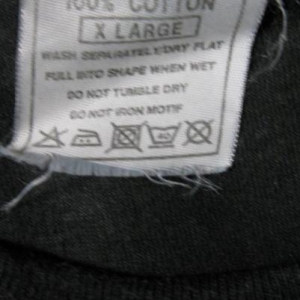 100% COTTON
X LARGE
WASH SEPARATELY/DRY FLAT
PULL INTO SHAPE WHEN WET
DO NOT TUMBLE DRY
DO NOT IRON MOTIF
40